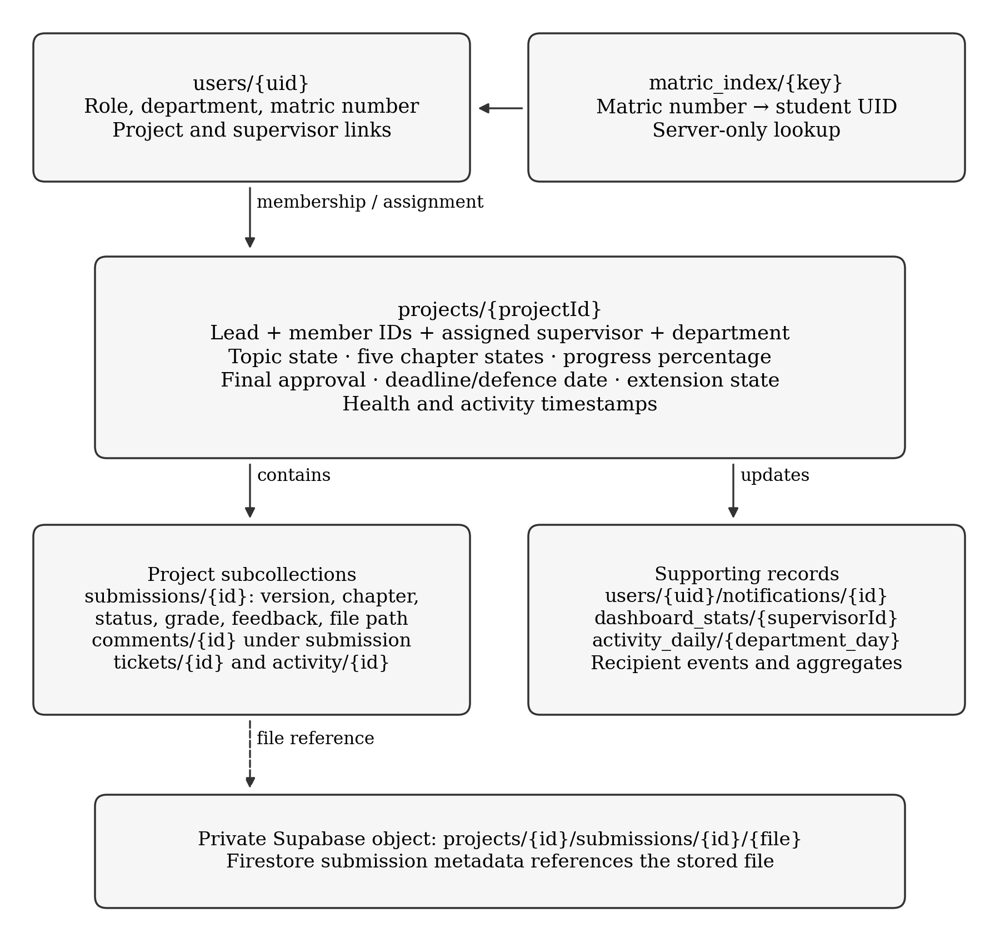 users/{uid}
Role, department, matric number
Project and supervisor links
matric_index/{key}
Matric number → student UID
Server-only lookup
membership / assignment
projects/{projectId}
Lead + member IDs + assigned supervisor + department
Topic state · five chapter states · progress percentage
Final approval · deadline/defence date · extension state
Health and activity timestamps
contains
updates
Project subcollections
submissions/{id}: version, chapter,
status, grade, feedback, file path
comments/{id} under submission
tickets/{id} and activity/{id}
Supporting records
users/{uid}/notifications/{id}
dashboard_stats/{supervisorId}
activity_daily/{department_day}
Recipient events and aggregates
file reference
Private Supabase object: projects/{id}/submissions/{id}/{file}
Firestore submission metadata references the stored file